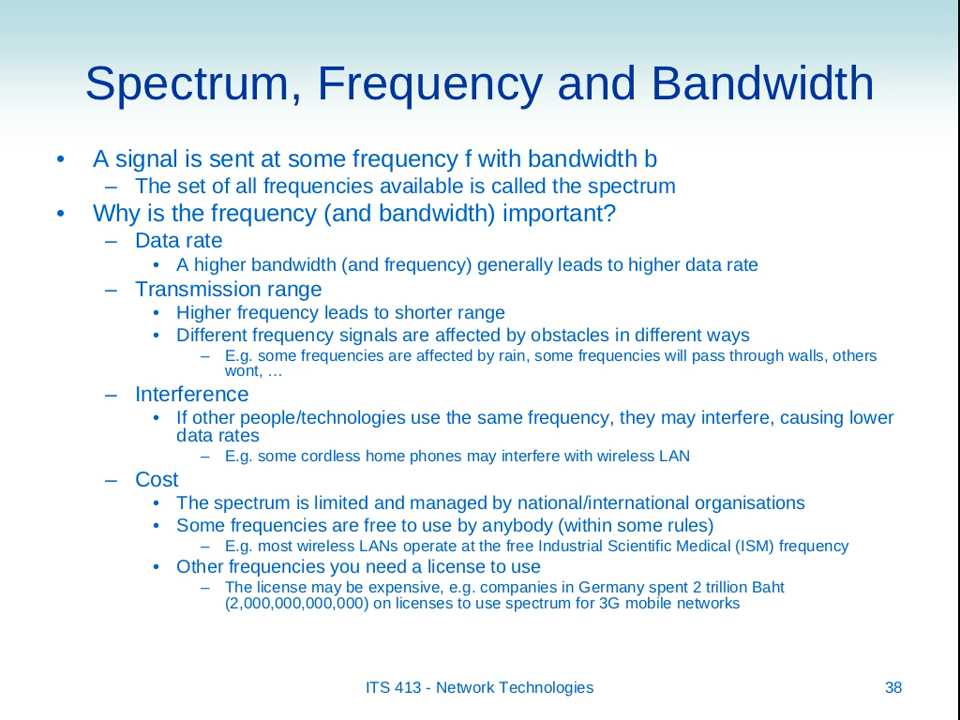 Spectrum, Frequency and Bandwidth
• A signal is sent at some frequency f with bandwidth b
– The set of all frequencies available is called the spectrum
• Why is the frequency (and bandwidth) important?
– Data rate
• A higher bandwidth (and frequency) generally leads to higher data rate
– Transmission range
• Higher frequency leads to shorter range
• Different frequency signals are affected by obstacles in different ways
– E.g. some frequencies are affected by rain, some frequencies will pass through walls, others
wont, …
– Interference
• If other people/technologies use the same frequency, they may interfere, causing lower
data rates
– E.g. some cordless home phones may interfere with wireless LAN
– Cost
• The spectrum is limited and managed by national/international organisations
• Some frequencies are free to use by anybody (within some rules)
– E.g. most wireless LANs operate at the free Industrial Scientific Medical (ISM) frequency
• Other frequencies you need a license to use
– The license may be expensive, e.g. companies in Germany spent 2 trillion Baht
(2,000,000,000,000) on licenses to use spectrum for 3G mobile networks
ITS 413 - Network Technologies
38